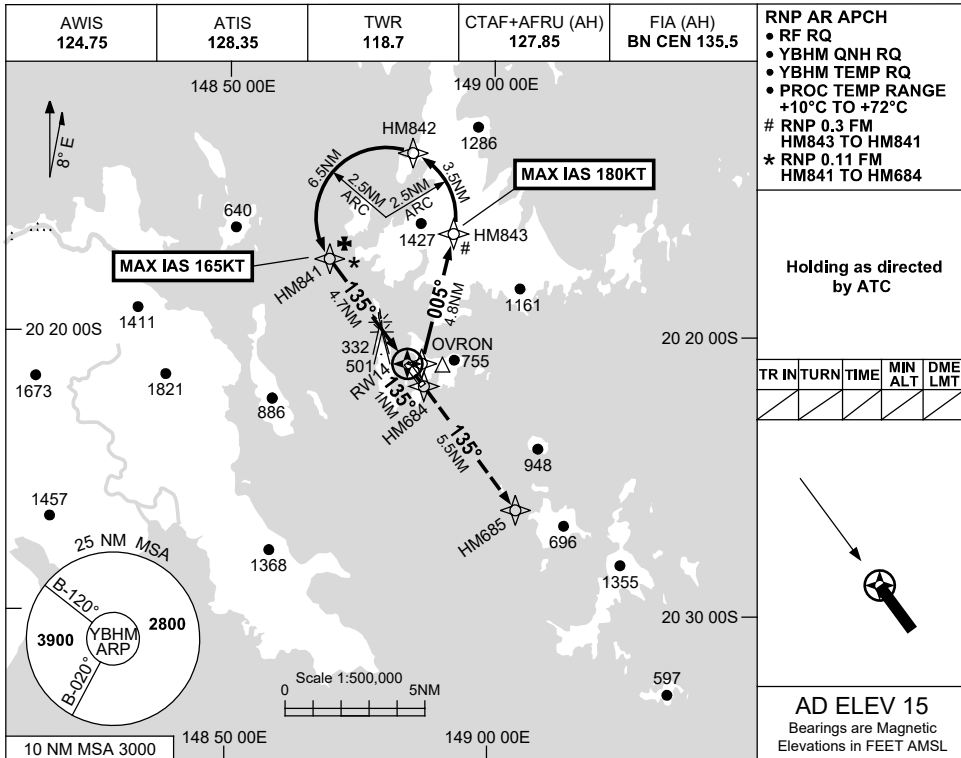 AWIS
124.75
ATIS
128.35
TWR
118.7
CTAF+AFRU (AH)
127.85
FIA (AH)
BN CEN 135.5
RNP AR APCH
• RF RQ
• YBHM QNH RQ
• YBHM TEMP RQ
• PROC TEMP RANGE
+10°C TO +72°C
# RNP 0.3 FM
HM843 TO HM841
* RNP 0.11 FM
HM841 TO HM684
148 50 00E
149 00 00E
8° E
HM842
1286
6.5NM
3.5NM
2.5NM
ARC
2.5NM
ARC
MAX IAS 180KT
640
1427
HM843
#
MAX IAS 165KT
HM841
*
135°
4.7NM
005°
4.8NM
1161
1411
20 20 00S
20 20 00S
332
501
OVRON
755
RW14
1673
1821
886
135°
1NM
HM684
135°
5.5NM
948
1457
HM685
696
1368
1355
25 NM MSA
B-120°
3900
YBHM
ARP
2800
B-020°
20 30 00S
597
Scale 1:500,000
0
5NM
10 NM MSA 3000
148 50 00E
149 00 00E
Holding as directed
by ATC
TR IN
TURN
TIME
MIN
ALT
DME
LMT
AD ELEV 15
Bearings are Magnetic
Elevations in FEET AMSL